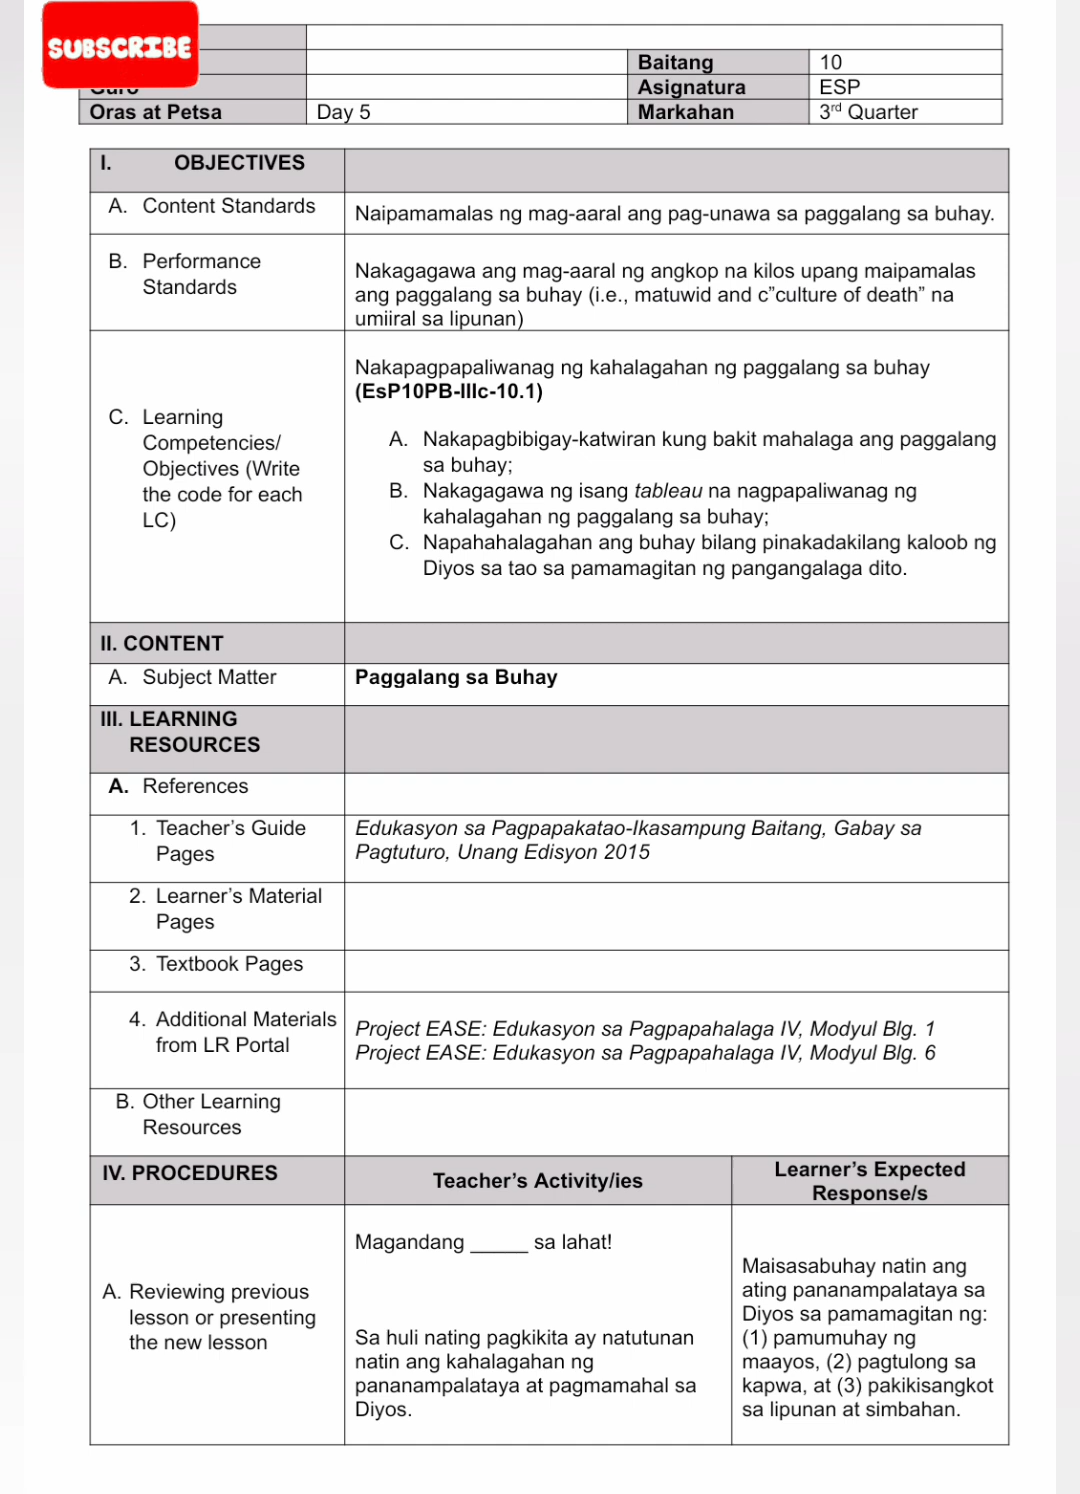 SUBSCRIBE
Baitang 10
Guro Asignatura ESP
Oras at Petsa Day 5 Markahan 3rd Quarter
I. OBJECTIVES
A. Content Standards
Naipamamalas ng mag-aaral ang pag-unawa sa paggalang sa buhay.
B. Performance
Standards
Nakagagawa ang mag-aaral ng angkop na kilos upang maipamalas
ang paggalang sa buhay (i.e., matuwid and c”culture of death” na
umiiral sa lipunan)
C. Learning
Competencies/
Objectives (Write
the code for each
LC)
Nakapagpapaliwanag ng kahalagahan ng paggalang sa buhay
(EsP10PB-IIIc-10.1)
A. Nakapagbibigay-katwiran kung bakit mahalaga ang paggalang
sa buhay;
B. Nakagagawa ng isang tableau na nagpapaliwanag ng
kahalagahan ng paggalang sa buhay;
C. Napahahalagahan ang buhay bilang pinakadakilang kaloob ng
Diyos sa tao sa pamamagitan ng pangangalaga dito.
II. CONTENT
A. Subject Matter
Paggalang sa Buhay
III. LEARNING
RESOURCES
A. References
1. Teacher’s Guide
Pages
Edukasyon sa Pagpapakatao-Ikasampung Baitang, Gabay sa
Pagtuturo, Unang Edisyon 2015
2. Learner’s Material
Pages
3. Textbook Pages
4. Additional Materials
from LR Portal
Project EASE: Edukasyon sa Pagpapahalaga IV, Modyul Blg. 1
Project EASE: Edukasyon sa Pagpapahalaga IV, Modyul Blg. 6
B. Other Learning
Resources
IV. PROCEDURES
Teacher’s Activity/ies
Learner’s Expected
Response/s
A. Reviewing previous
lesson or presenting
the new lesson
Magandang _____ sa lahat!
Sa huli nating pagkikita ay natutunan
natin ang kahalagahan ng
pananampalataya at pagmamahal sa
Diyos.
Maisasabuhay natin ang
ating pananampalataya sa
Diyos sa pamamagitan ng:
(1) pamumuhay ng
maayos, (2) pagtulong sa
kapwa, at (3) pakikisangkot
sa lipunan at simbahan.